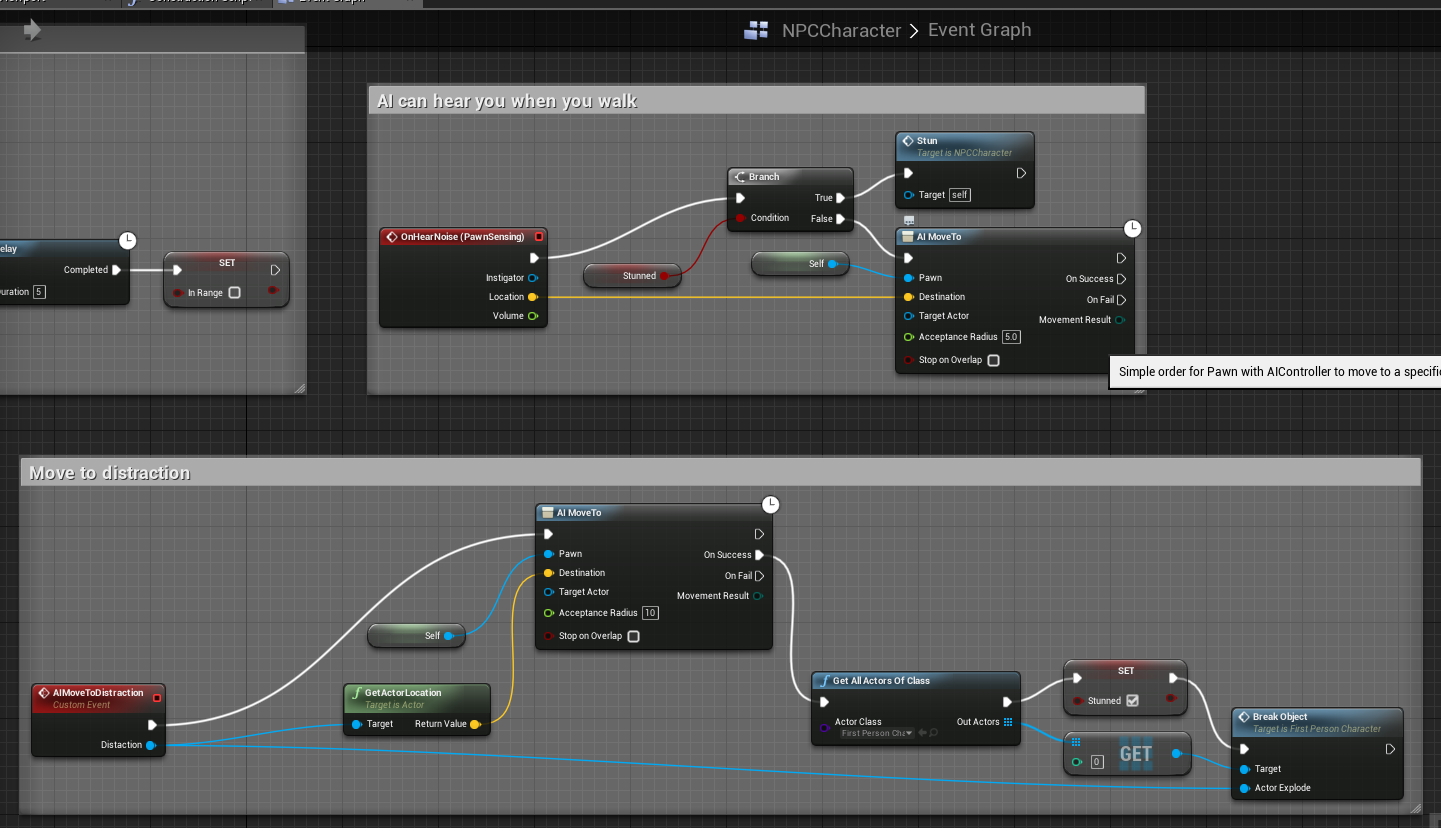 NPCCharacter > Event Graph
AI can hear you when you walk
Stun
Target is NPCCharacter
Target self
Branch
True
Condition
False
OnHearNoise (PawnSensing)
Instigator
Location
Volume
Stunned
Self
AI MoveTo
Pawn
On Success
Destination
On Fail
Target Actor
Movement Result
Acceptance Radius 5.0
Stop on Overlap
Completed
5
SET
In Range
Simple order for Pawn with AIController to move to a
Move to distraction
AI MoveTo
Pawn
On Success
Destination
On Fail
Target Actor
Movement Result
Acceptance Radius 10
Stop on Overlap
Self
AIMoveToDistraction
Custom Event
Distaction
GetActorLocation
Target is Actor
Target
Return Value
Get All Actors Of Class
Actor Class
Out Actors
First Person
SET
Stunned
0
GET
Break Object
Target is First Person Character
Target
Actor Explode